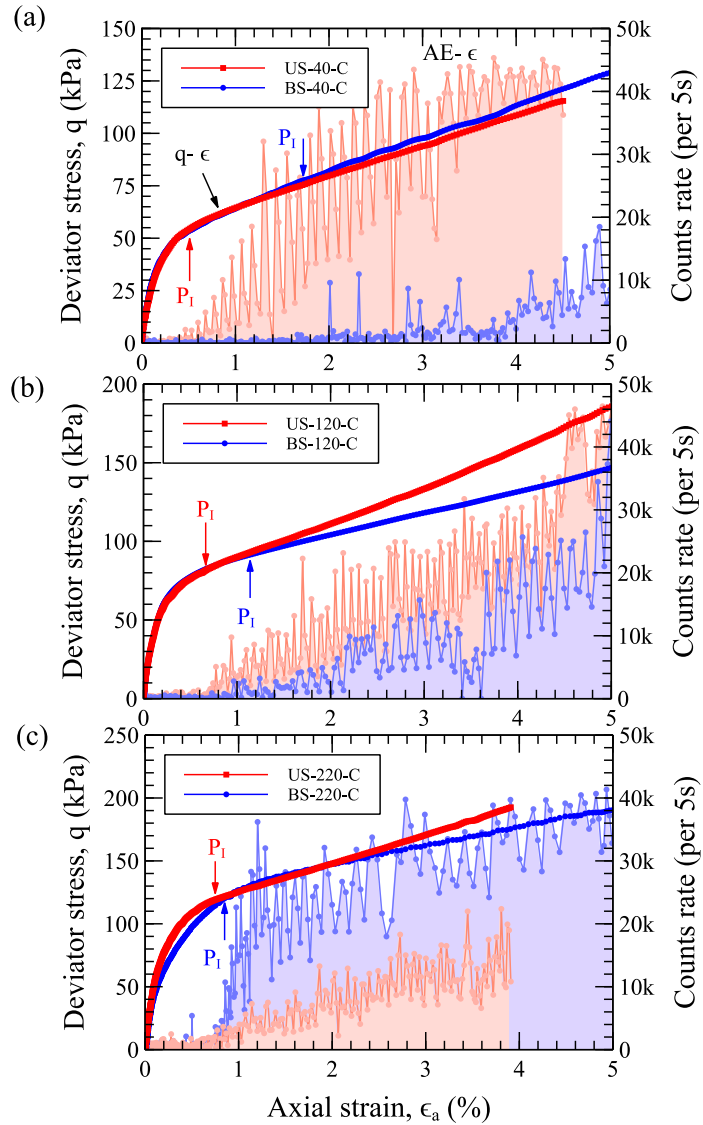 (a)
150
125
100
75
50
25
0
Deviator stress, q (kPa)
US-40-C
BS-40-C
AE- ϵ
q- ϵ
P_I
P_I
50k
40k
30k
20k
10k
0
Counts rate (per 5s)
0 1 2 3 4 5
(b)
200
150
100
50
0
Deviator stress, q (kPa)
US-120-C
BS-120-C
P_I
P_I
50k
40k
30k
20k
10k
0
Counts rate (per 5s)
0 1 2 3 4 5
(c)
250
200
150
100
50
0
Deviator stress, q (kPa)
US-220-C
BS-220-C
P_I
P_I
50k
40k
30k
20k
10k
0
Counts rate (per 5s)
0 1 2 3 4 5
Axial strain, ϵ_a (%)